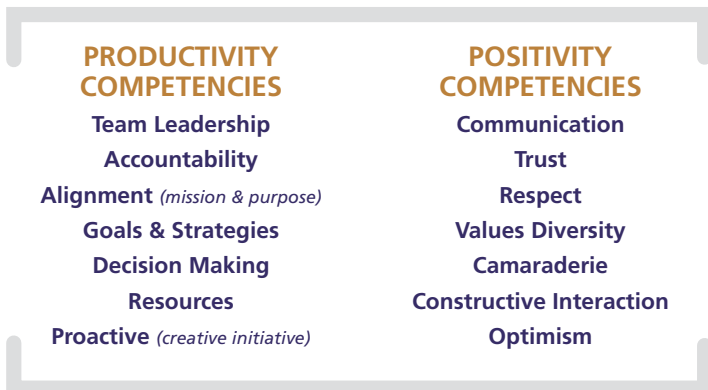 PRODUCTIVITY
COMPETENCIES
Team Leadership
Accountability
Alignment (mission & purpose)
Goals & Strategies
Decision Making
Resources
Proactive (creative initiative)
POSITIVITY
COMPETENCIES
Communication
Trust
Respect
Values Diversity
Camaraderie
Constructive Interaction
Optimism